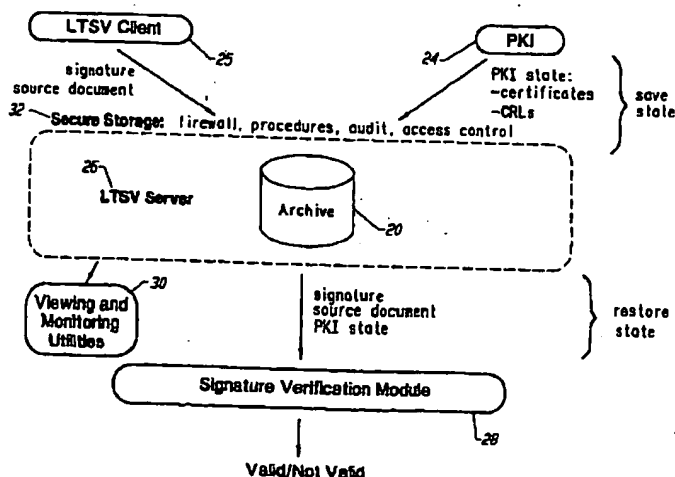 LTSV Client
25
signature
source document
24
PKI
PKI state:
-certificates
-CRLs
save
state
32
Secure Storage: firewall, procedures, audit, access control
26
LTSV Server
Archive
20
30
Viewing and
Monitoring
Utilities
signature
source document
PKI state
restore
state
Signature Verification Module
28
Valid/Not Valid